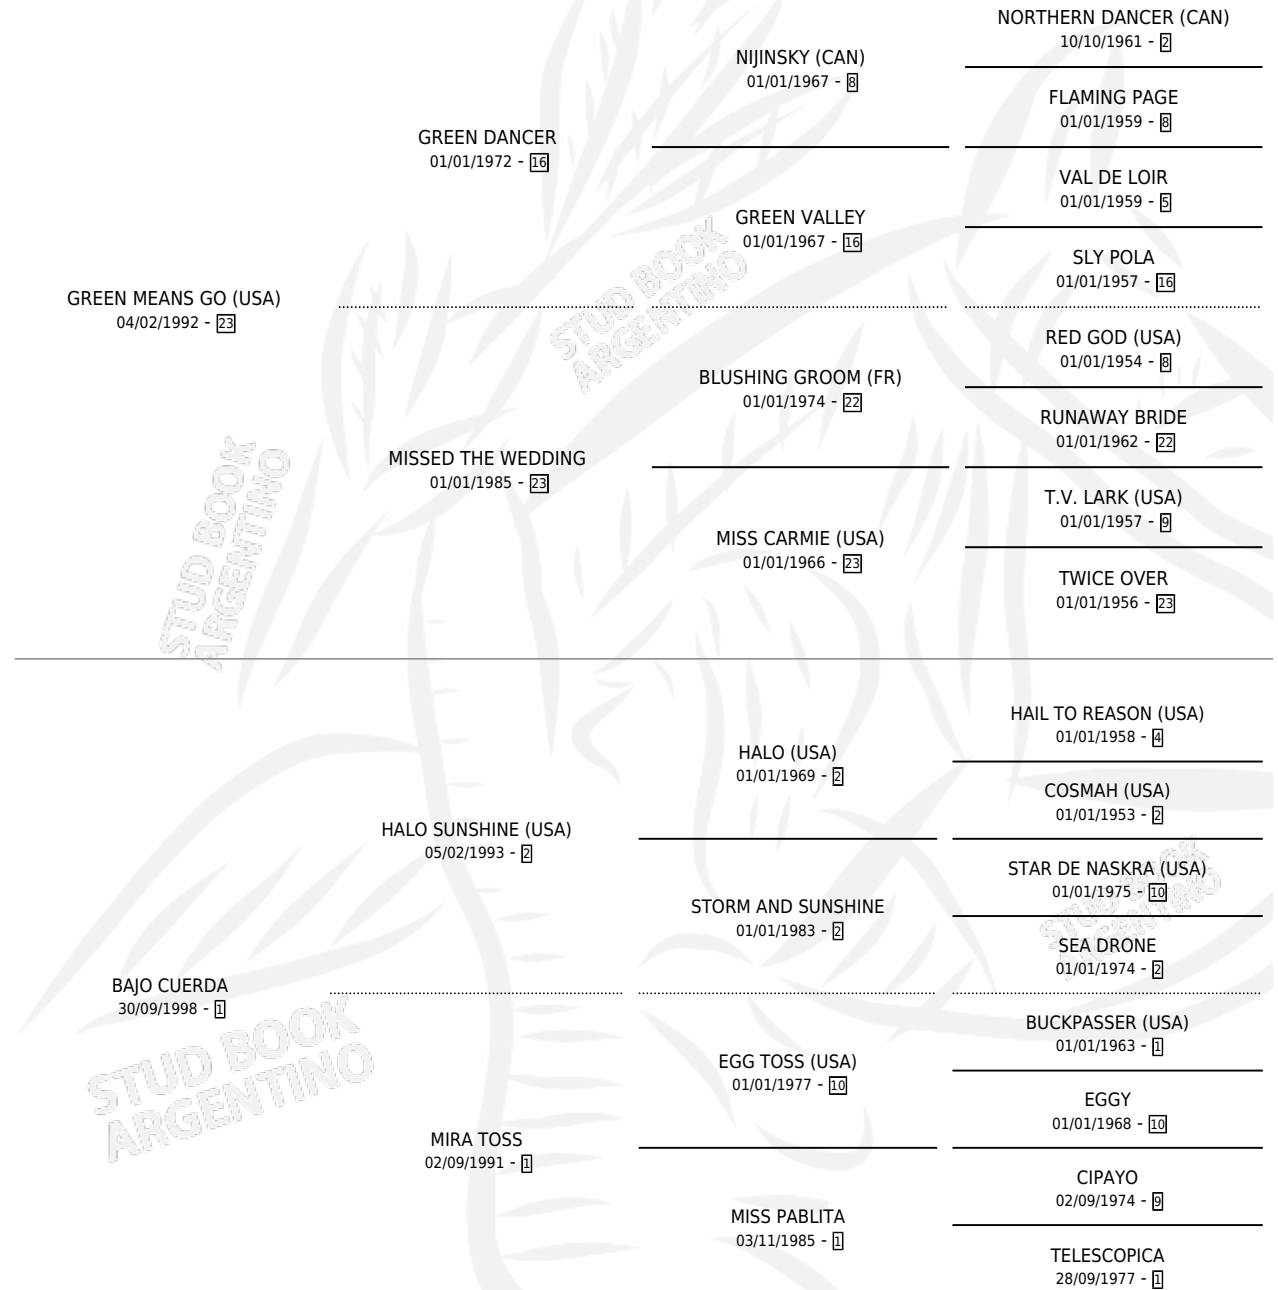 NORTHERN DANCER (CAN)
10/10/1961 - 2
NIJINSKY (CAN)
01/01/1967 - 8
FLAMING PAGE
01/01/1959 - 8
GREEN DANCER
01/01/1972 - 16
VAL DE LOIR
01/01/1959 - 5
GREEN VALLEY
01/01/1967 - 16
SLY POLA
01/01/1957 - 16
GREEN MEANS GO (USA)
04/02/1992 - 23
RED GOD (USA)
01/01/1954 - 8
BLUSHING GROOM (FR)
01/01/1974 - 22
RUNAWAY BRIDE
01/01/1962 - 22
MISSED THE WEDDING
01/01/1985 - 23
T.V. LARK (USA)
01/01/1957 - 9
MISS CARMIE (USA)
01/01/1966 - 23
TWICE OVER
01/01/1956 - 23
HAIL TO REASON (USA)
01/01/1958 - 4
HALO (USA)
01/01/1969 - 2
COSMAH (USA)
01/01/1953 - 2
HALO SUNSHINE (USA)
05/02/1993 - 2
STAR DE NASKRA (USA)
01/01/1975 - 10
STORM AND SUNSHINE
01/01/1983 - 2
SEA DRONE
01/01/1974 - 2
BAJO CUERDA
30/09/1998 - 1
BUCKPASSER (USA)
01/01/1963 - 1
EGG TOSS (USA)
01/01/1977 - 10
EGGY
01/01/1968 - 10
MIRA TOSS
02/09/1991 - 1
CIPAYO
02/09/1974 - 9
MISS PABLITA
03/11/1985 - 1
TELESCOPICA
28/09/1977 - 1
STUD BOOK
ARGENTINO
STUD BOOK
ARGENTINO
STUD BOOK
ARGENTINO
STUD BOOK
ARGENTINO